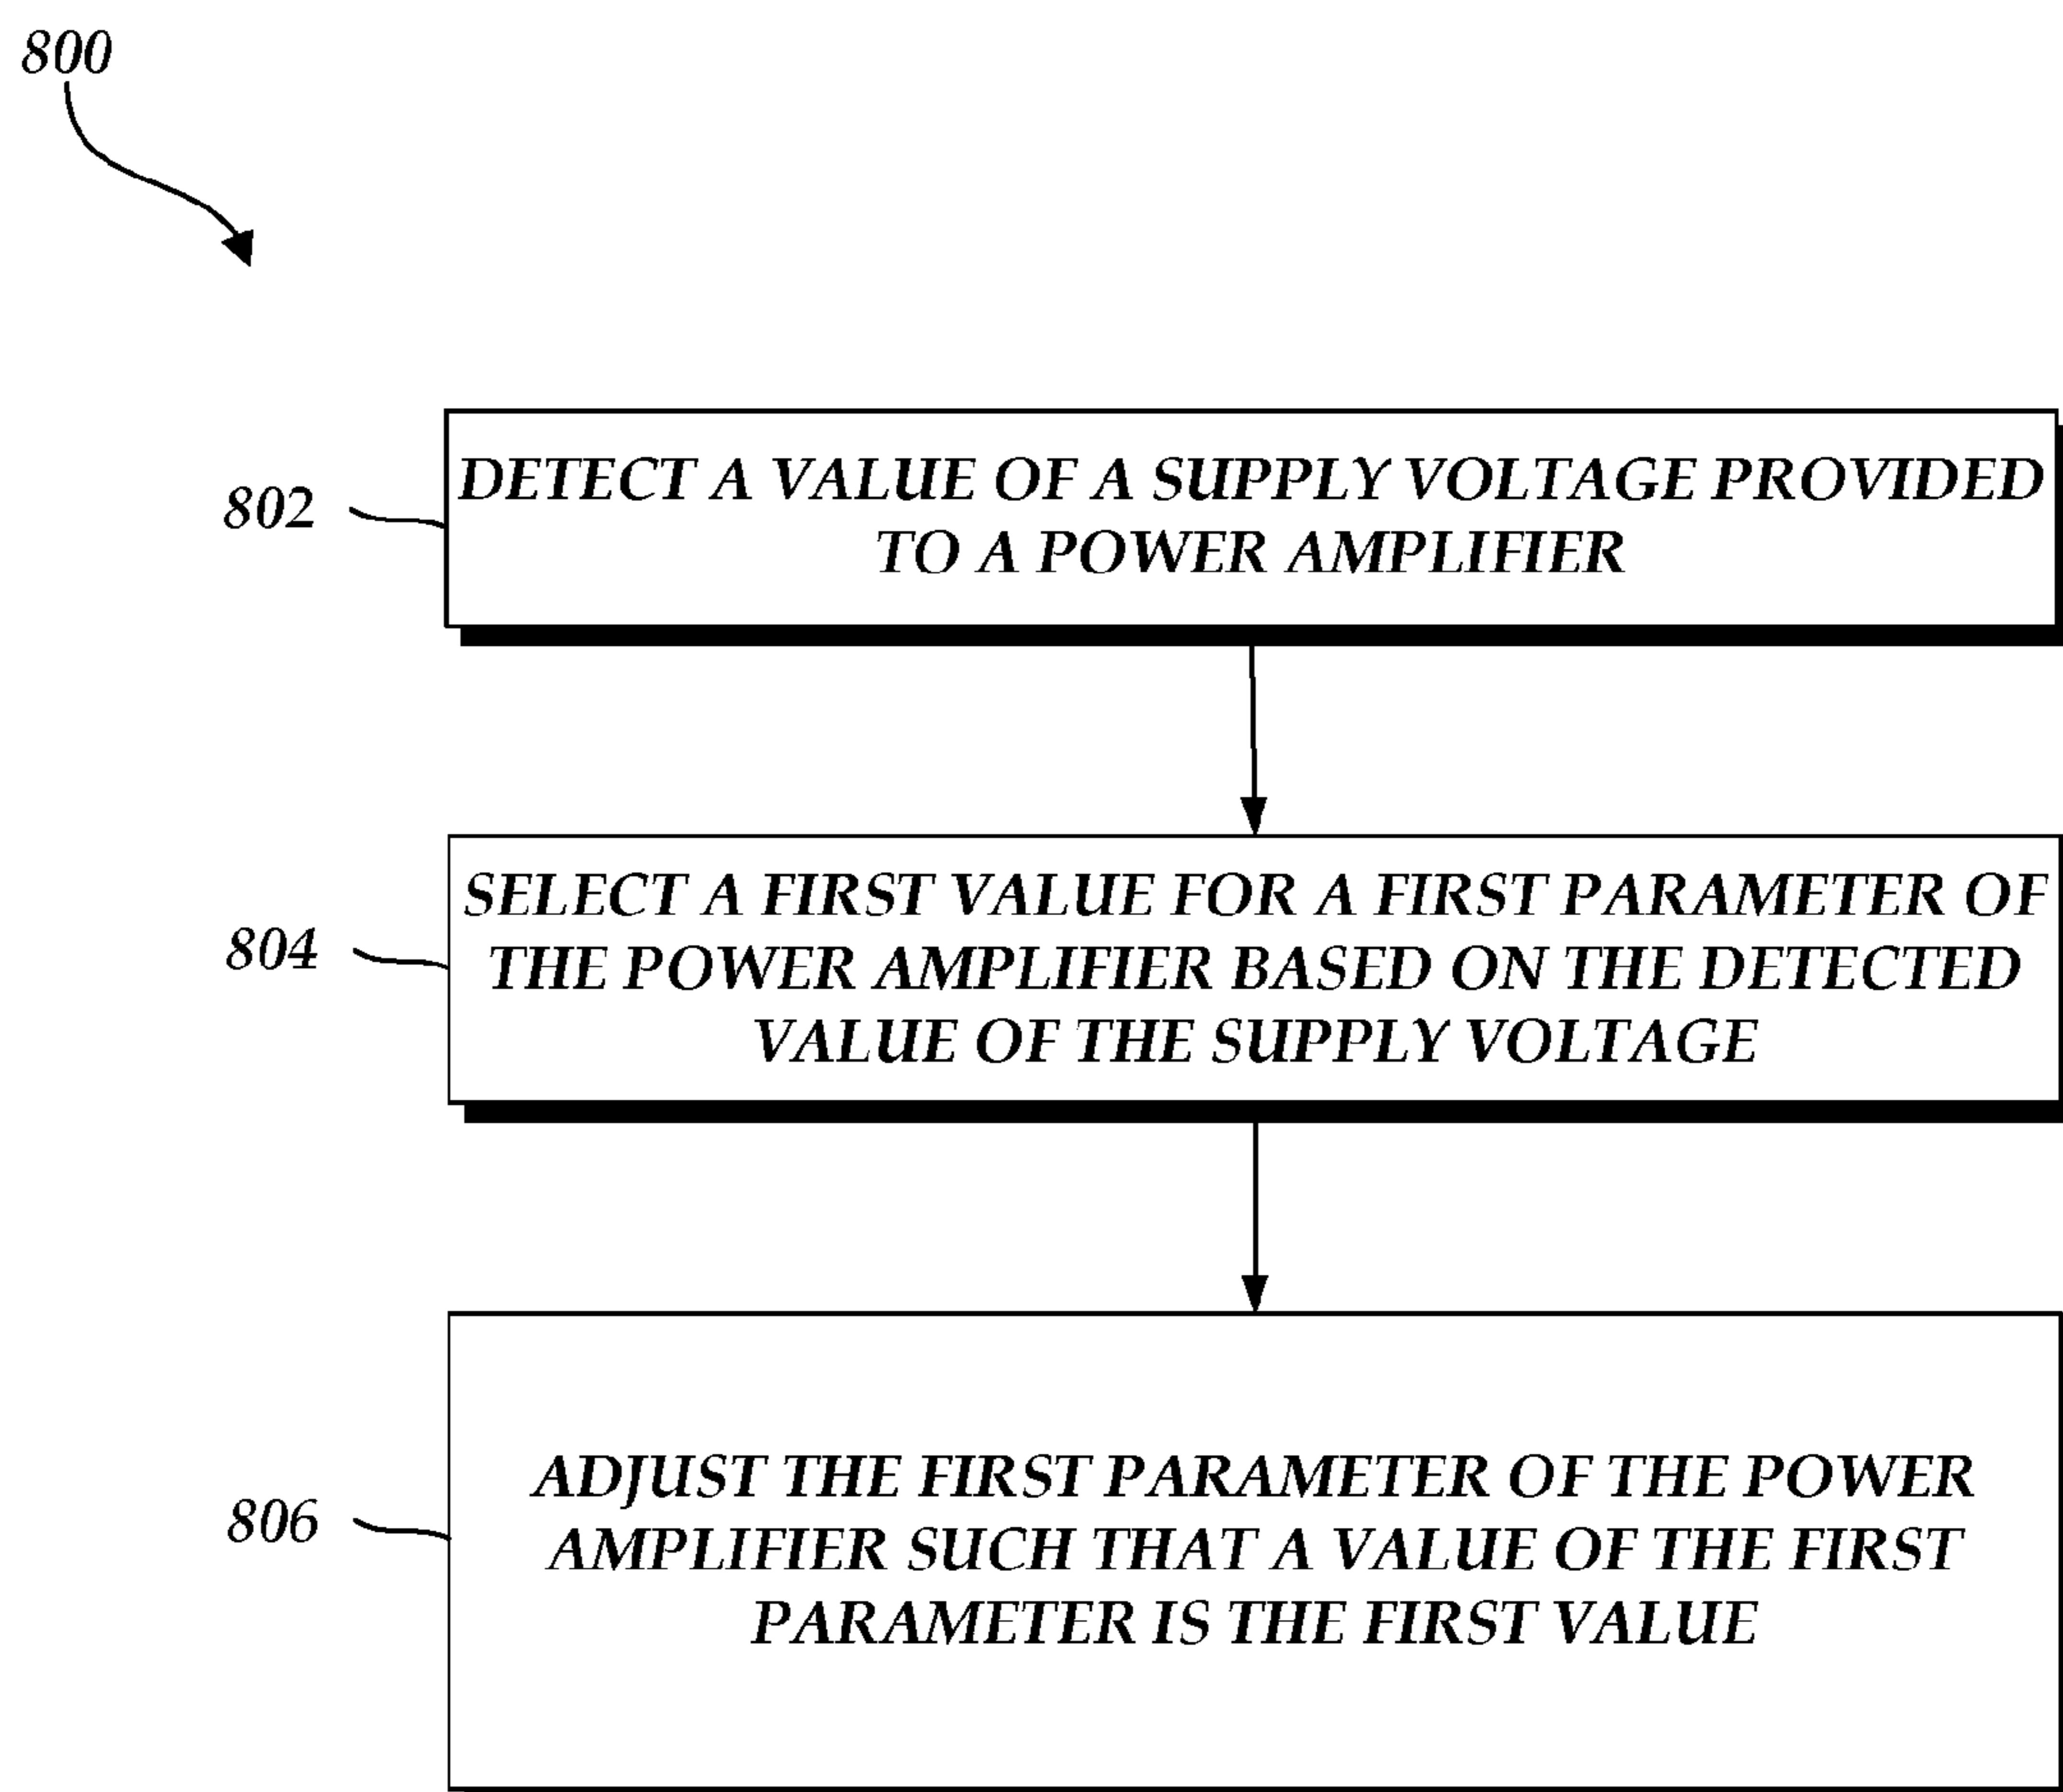 800
802
DETECT A VALUE OF A SUPPLY VOLTAGE PROVIDED
TO A POWER AMPLIFIER
804
SELECT A FIRST VALUE FOR A FIRST PARAMETER OF
THE POWER AMPLIFIER BASED ON THE DETECTED
VALUE OF THE SUPPLY VOLTAGE
806
ADJUST THE FIRST PARAMETER OF THE POWER
AMPLIFIER SUCH THAT A VALUE OF THE FIRST
PARAMETER IS THE FIRST VALUE